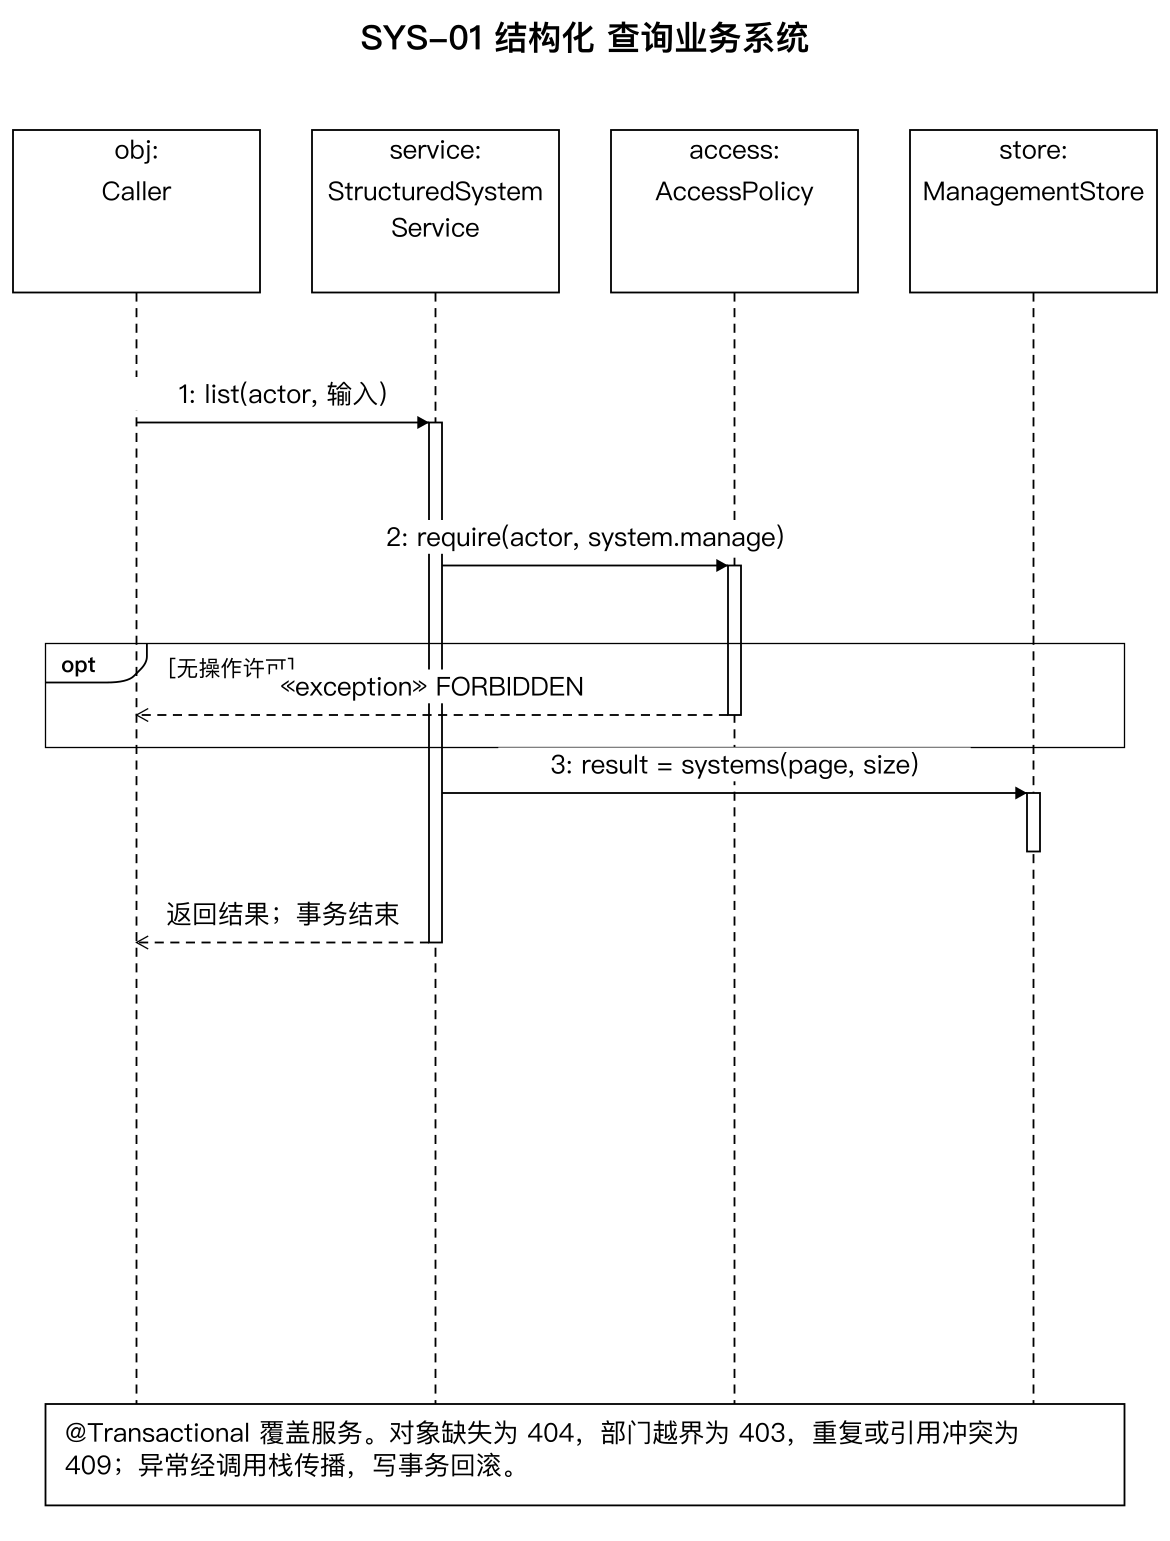 SYS-01 结构化 查询业务系统
obj:
Caller
service:
StructuredSystem
Service
access:
AccessPolicy
store:
ManagementStore
1: list(actor, 输入)
2: require(actor, system.manage)
opt
[无操作许可]
«exception» FORBIDDEN
3: result = systems(page, size)
返回结果；事务结束
@Transactional 覆盖服务。对象缺失为 404，部门越界为 403，重复或引用冲突为
409；异常经调用栈传播，写事务回滚。